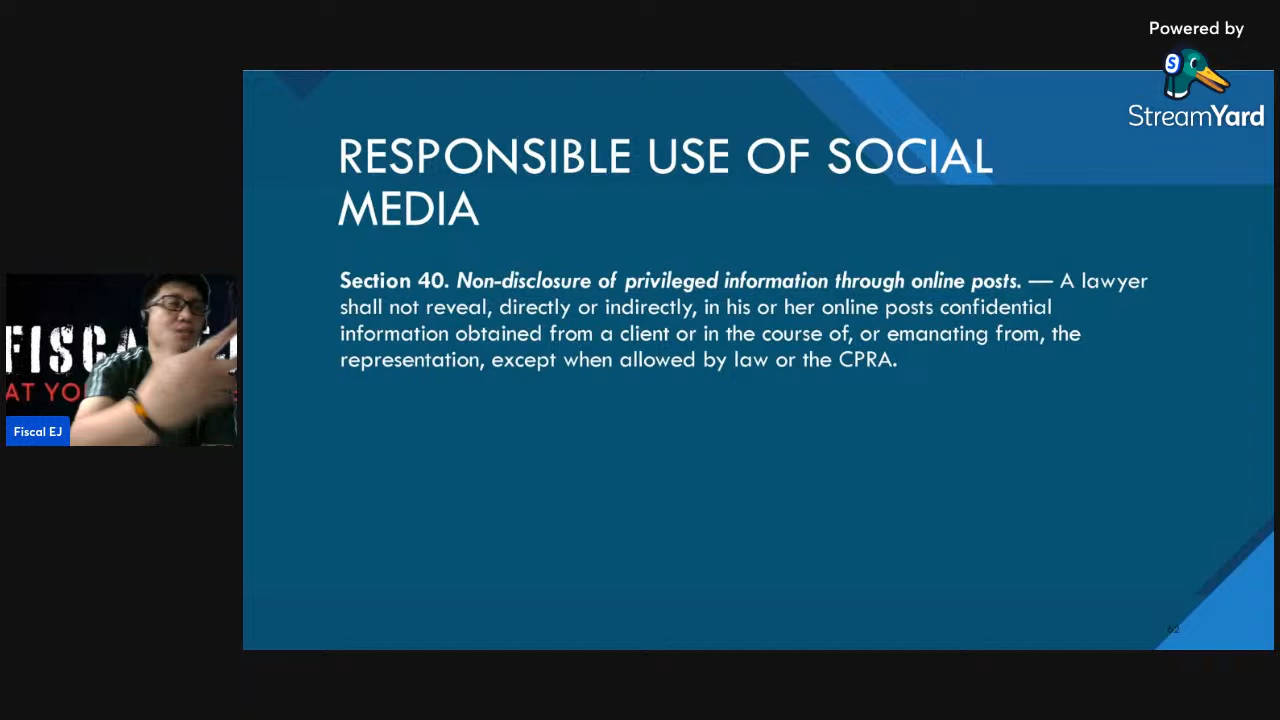 Powered by
StreamYard
RESPONSIBLE USE OF SOCIAL
MEDIA
Section 40. Non-disclosure of privileged information through online posts. — A lawyer
shall not reveal, directly or indirectly, in his or her online posts confidential
information obtained from a client or in the course of, or emanating from, the
representation, except when allowed by law or the CPRA.
FISCA
AT YO
Fiscal EJ
62